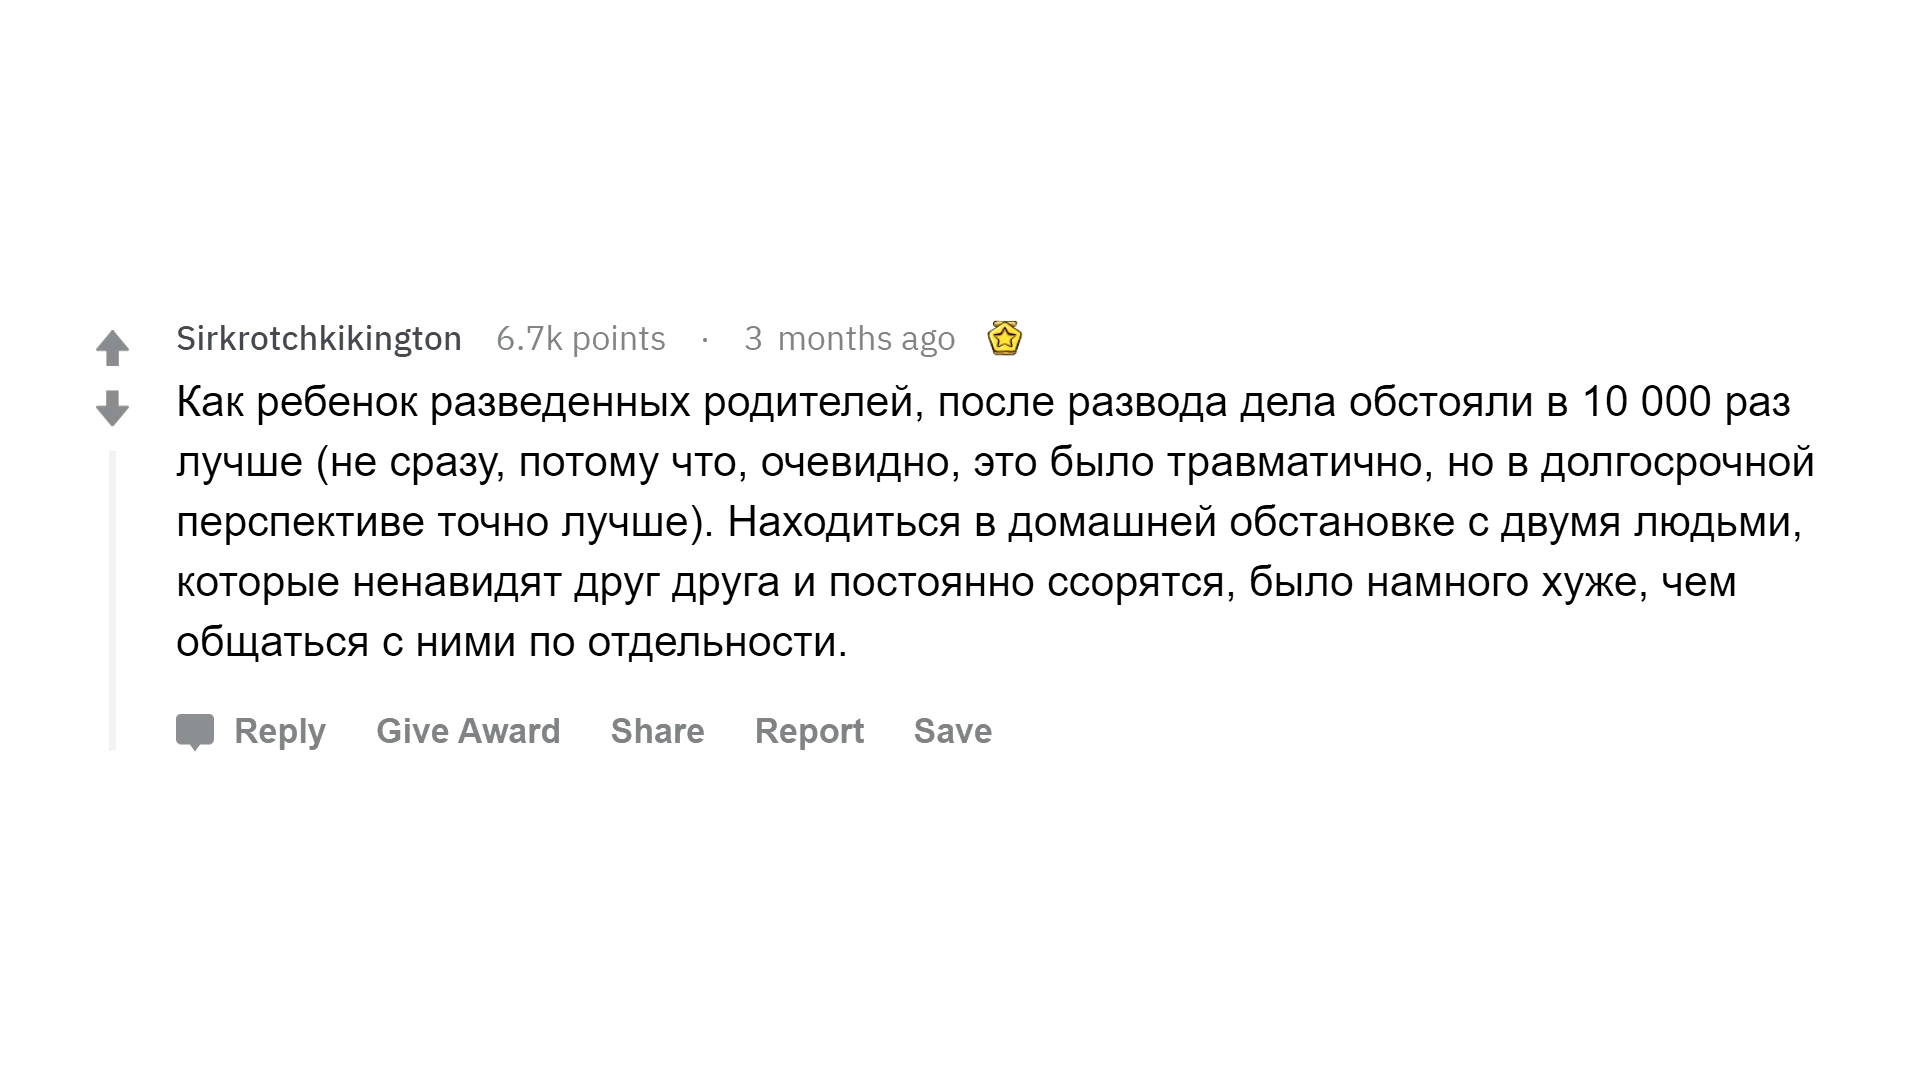 Sirkrotchkikington 6.7k points · 3 months ago
Как ребенок разведенных родителей, после развода дела обстояли в 10 000 раз
лучше (не сразу, потому что, очевидно, это было травматично, но в долгосрочной
перспективе точно лучше). Находиться в домашней обстановке с двумя людьми,
которые ненавидят друг друга и постоянно ссорятся, было намного хуже, чем
общаться с ними по отдельности.
Reply Give Award Share Report Save